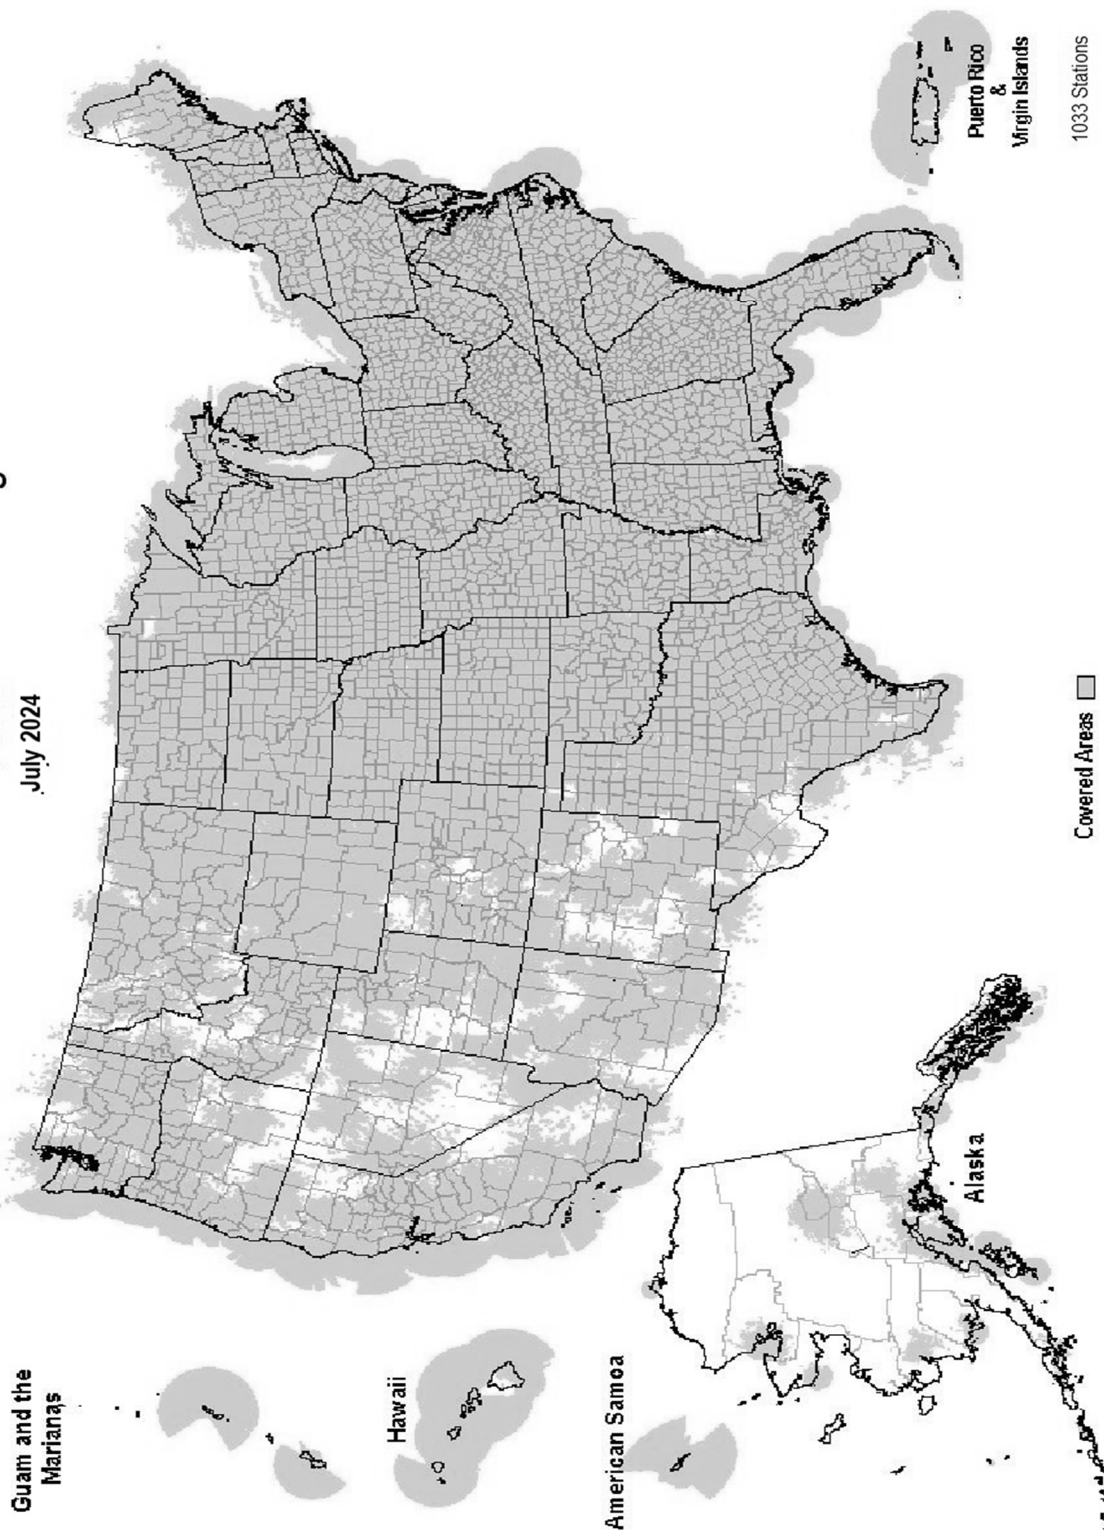 July 2024
Guam and the
Marianas
Hawaii
American Samoa
Alaska
Puerto Rico
&
Virgin Islands
Covered Areas
1033 Stations